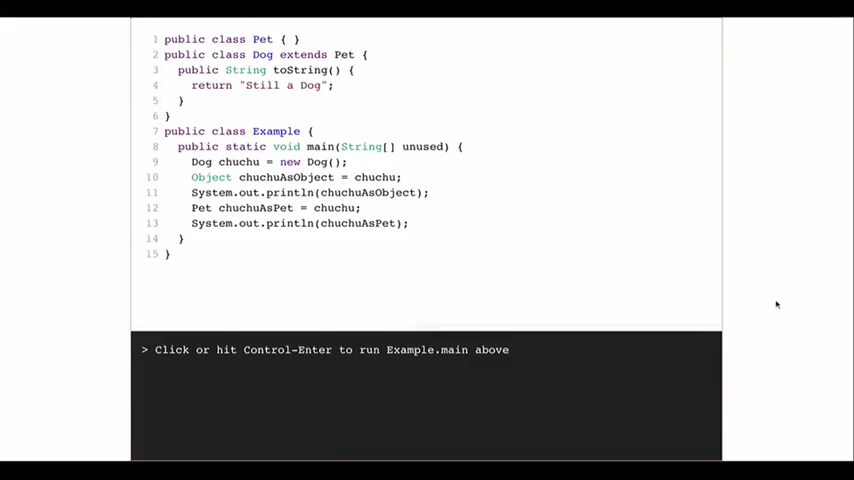 1 public class Pet { }
2 public class Dog extends Pet {
3 public String toString() {
4 return "Still a Dog";
5 }
6 }
7 public class Example {
8 public static void main(String[] unused) {
9 Dog chuchu = new Dog();
10 Object chuchuAsObject = chuchu;
11 System.out.println(chuchuAsObject);
12 Pet chuchuAsPet = chuchu;
13 System.out.println(chuchuAsPet);
14 }
15 }
> Click or hit Control-Enter to run Example.main above